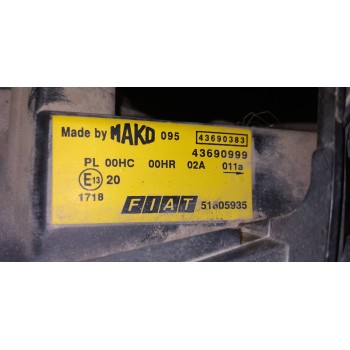 Made by MAKO 095 43690383
43690999
PL 00HC 00HR 02A 011a
E13 20
1718
FIAT 51805935